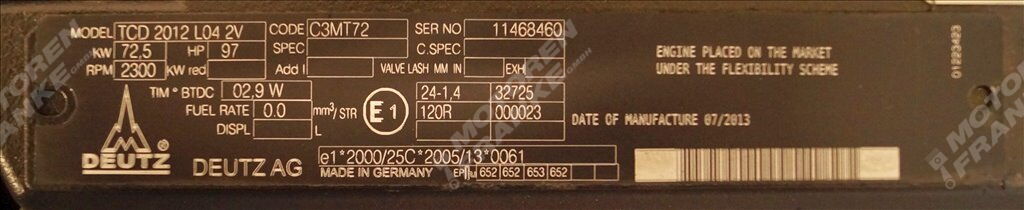 MODEL TCD 2012 L04 2V CODE C3MT72 SER NO 11468460
KW 72.5 HP 97 SPEC C.SPEC
RPM 2300 KW red Add I VALVE LASH MM IN EXH
TIM° BTDC 02,9 W 24-1,4 32725
FUEL RATE 0.0 mm³/STR E1 120R 000023
DISPL L
DEUTZ ®
DEUTZ AG
e1*2000/25C*2005/13*0061
MADE IN GERMANY EP 652 652 653 652
ENGINE PLACED ON THE MARKET
UNDER THE FLEXIBILITY SCHEME
DATE OF MANUFACTURE 07/2013
MOTOREN
FRANKE GMBH